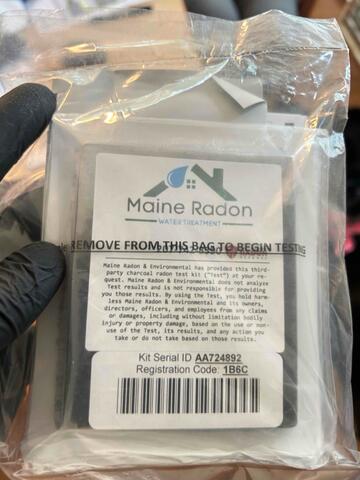 Maine Radon
WATER TREATMENT
REMOVE FROM THIS BAG TO BEGIN TESTING
Maine Radon & Environmental has provided this third-
party charcoal radon test kit ("Test") at your re-
quest. Maine Radon & Environmental does not analyze
Test results and is not responsible for providing
you those results. By using the Test, you hold harm-
less Maine Radon & Environmental and its owners,
directors, officers, and employees from any claims
or damages, including without limitation bodily
injury or property damage, based on the use or non-
use of the Test, its results, and any action you
take or do not take based on those results.
Kit Serial ID AA724892
Registration Code: 1B6C